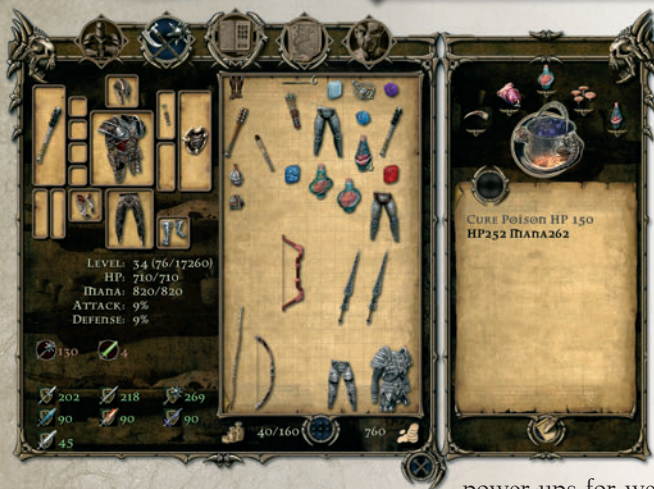 LEVEL: 34 (76/17260)
HP: 710/710
MANA: 820/820
ATTACK: 9%
DEFENSE: 9%
130 4
202 218 269
90 90 90
45
40/160 760
CURE POISON HP 150
HP252 MANA262
power-ups for we